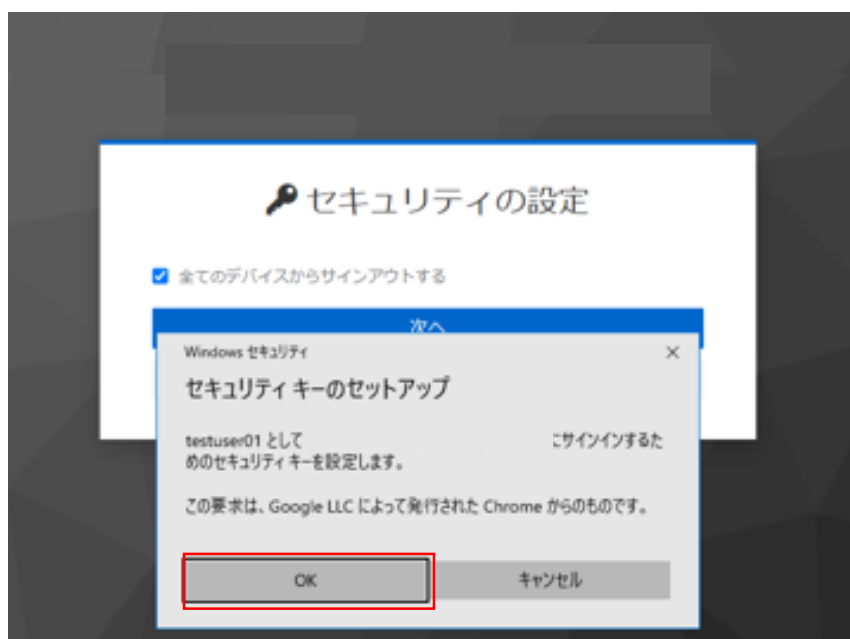 セキュリティの設定
全てのデバイスからサインアウトする
次へ
Windows セキュリティ
セキュリティ キーのセットアップ
testuser01 として にサインインするた
めのセキュリティ キーを設定します。
この要求は、Google LLC によって発行された Chrome からのものです。
OK キャンセル